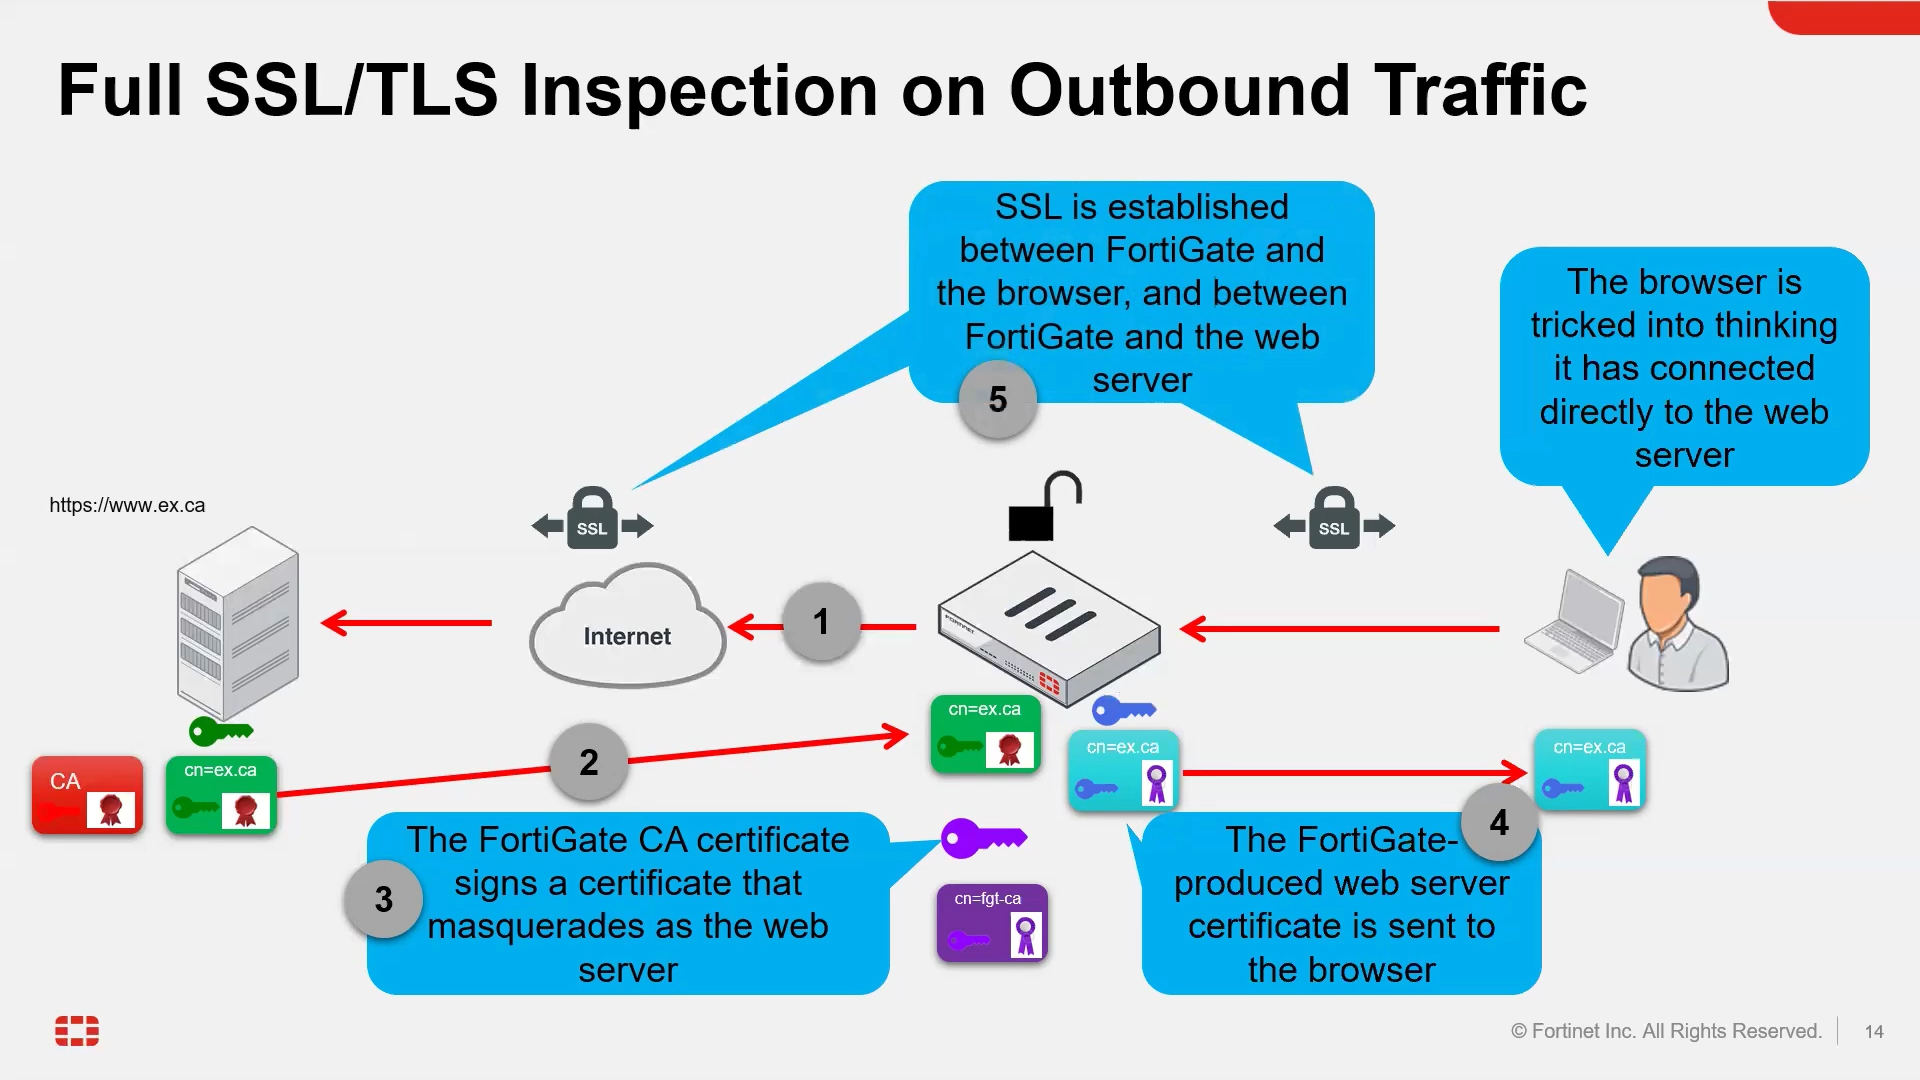 Full SSL/TLS Inspection on Outbound Traffic
SSL is established
between FortiGate and
the browser, and between
FortiGate and the web
server
5
The browser is
tricked into thinking
it has connected
directly to the web
server
https://www.ex.ca
SSL
SSL
Internet
1
FORTINET
2
CA
cn=ex.ca
cn=ex.ca
cn=ex.ca
cn=ex.ca
3
The FortiGate CA certificate
signs a certificate that
masquerades as the web
server
cn=fgt-ca
4
The FortiGate-
produced web server
certificate is sent to
the browser
© Fortinet Inc. All Rights Reserved.
14